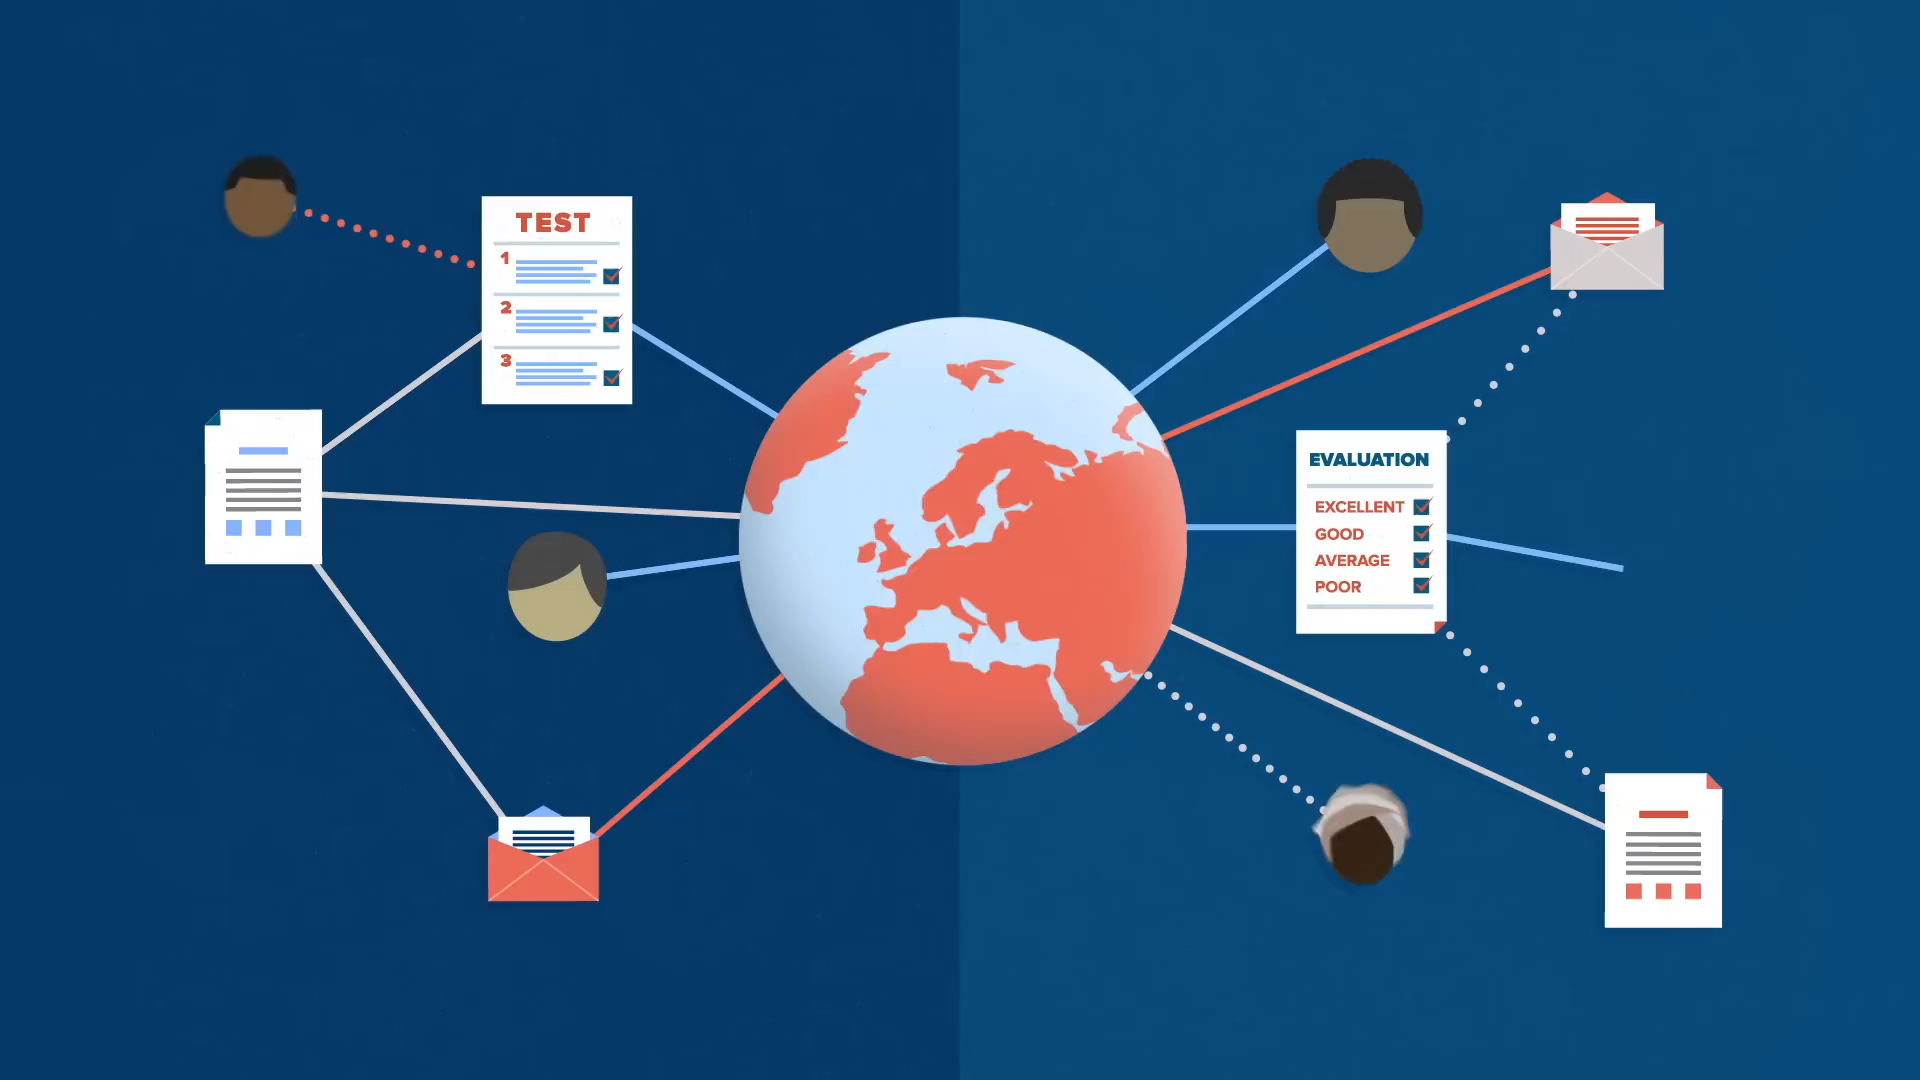 TEST
1
2
3
EVALUATION
EXCELLENT
GOOD
AVERAGE
POOR